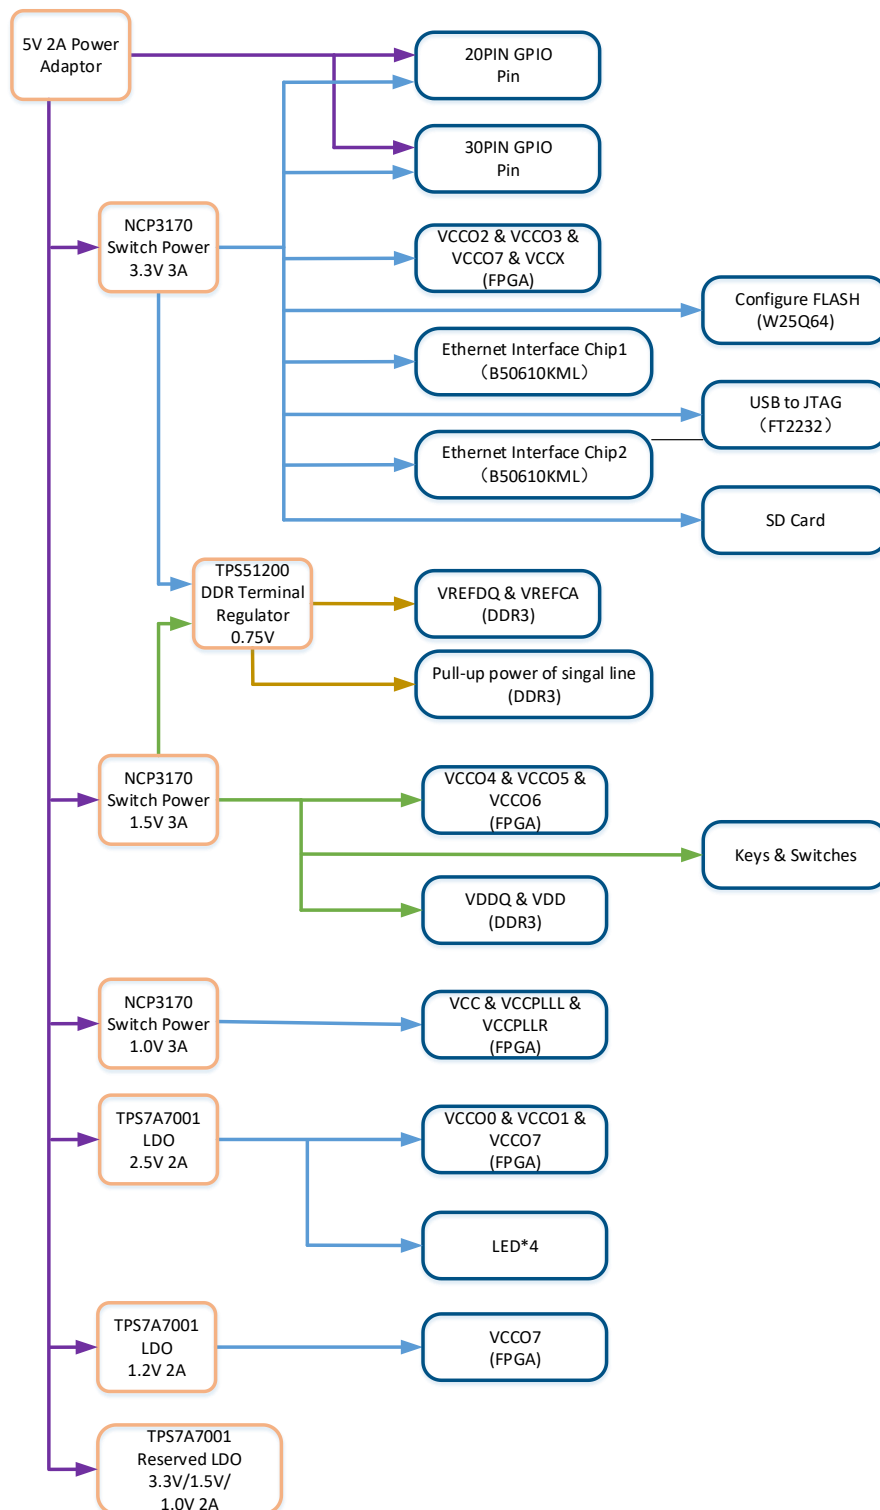 5V 2A Power
Adaptor
20PIN GPIO
Pin
30PIN GPIO
Pin
NCP3170
Switch Power
3.3V 3A
VCCO2 & VCCO3 &
VCCO7 & VCCX
(FPGA)
Configure FLASH
(W25Q64)
Ethernet Interface Chip1
（B50610KML）
USB to JTAG
（FT2232）
Ethernet Interface Chip2
（B50610KML）
SD Card
TPS51200
DDR Terminal
Regulator
0.75V
VREFDQ & VREFCA
(DDR3)
Pull-up power of singal line
(DDR3)
NCP3170
Switch Power
1.5V 3A
VCCO4 & VCCO5 &
VCCO6
(FPGA)
Keys & Switches
VDDQ & VDD
(DDR3)
NCP3170
Switch Power
1.0V 3A
VCC & VCCPLLL &
VCCPLLR
(FPGA)
TPS7A7001
LDO
2.5V 2A
VCCO0 & VCCO1 &
VCCO7
(FPGA)
LED*4
TPS7A7001
LDO
1.2V 2A
VCCO7
(FPGA)
TPS7A7001
Reserved LDO
3.3V/1.5V/
1.0V 2A